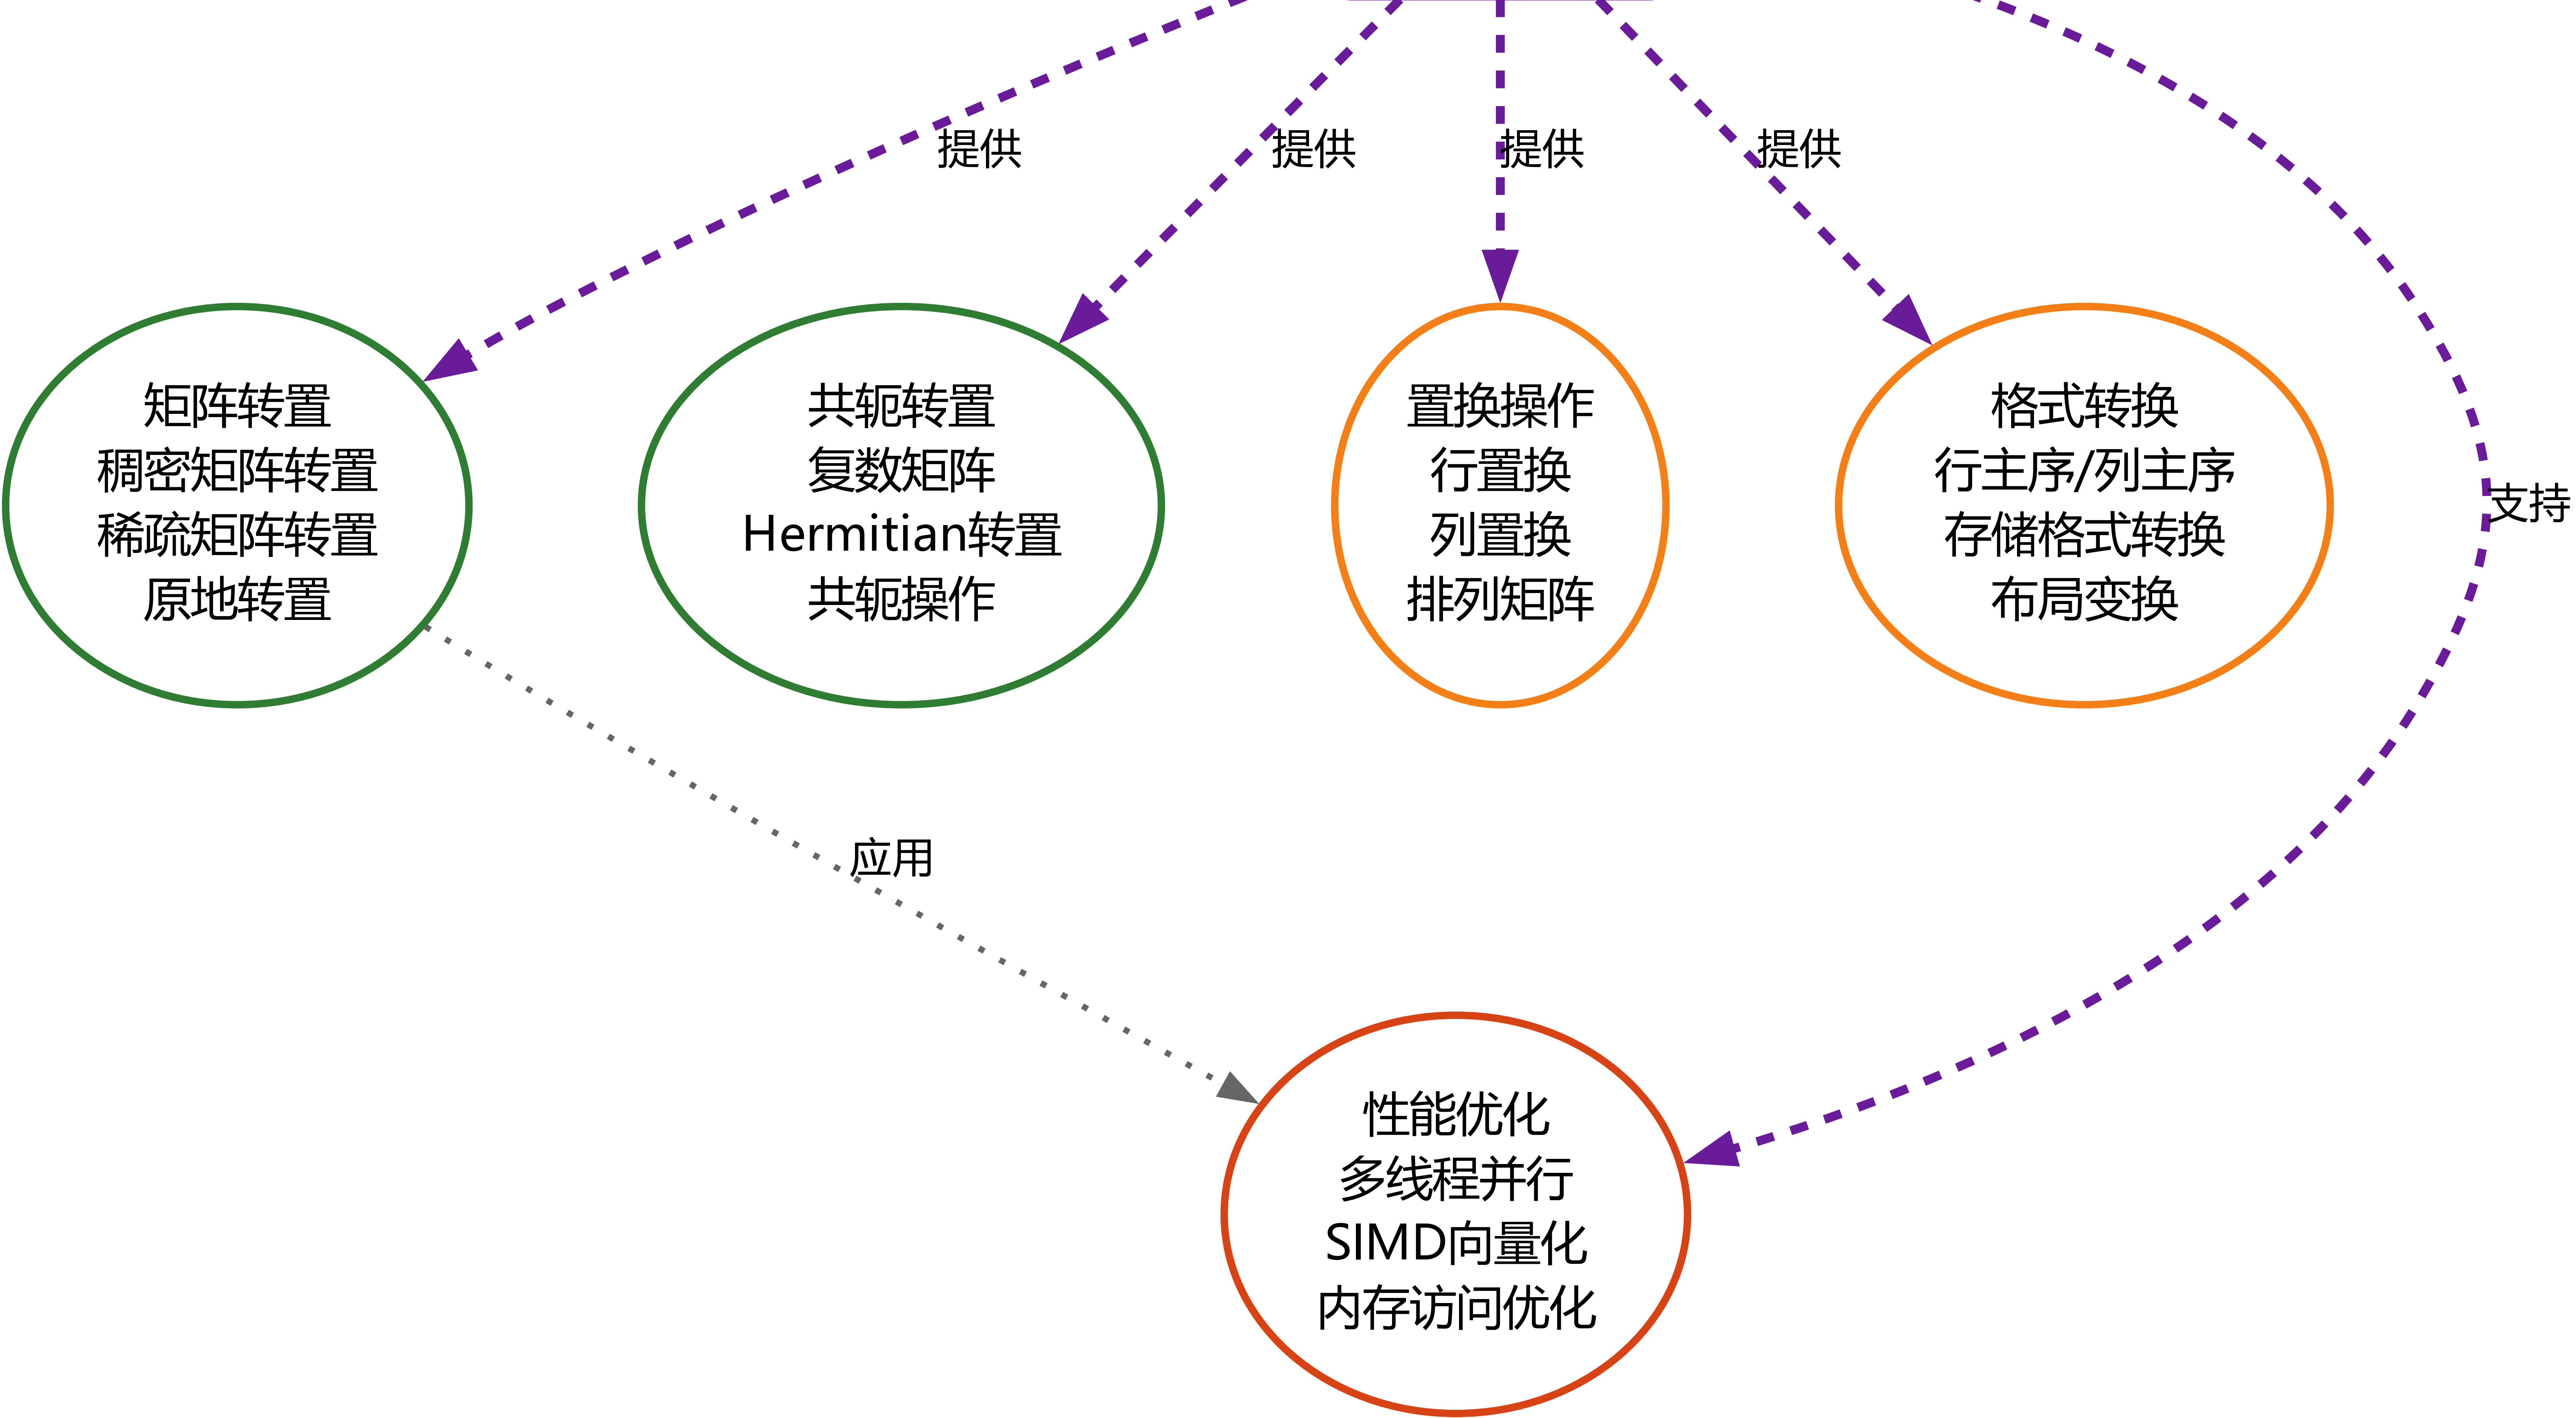 提供
提供
提供
提供
矩阵转置
稠密矩阵转置
稀疏矩阵转置
原地转置
共轭转置
复数矩阵
Hermitian转置
共轭操作
置换操作
行置换
列置换
排列矩阵
格式转换
行主序/列主序
存储格式转换
布局变换
支持
应用
性能优化
多线程并行
SIMD向量化
内存访问优化